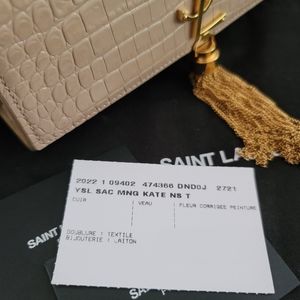 SAINT LAU
2022 1 09402 474366 DND0J 2721
YSL SAC MNG KATE NS T
CUIR VEAU FLEUR CORRIGEE PEINTURE
DOUBLURE : TEXTILE
BIJOUTERIE : LAITON
SAINT